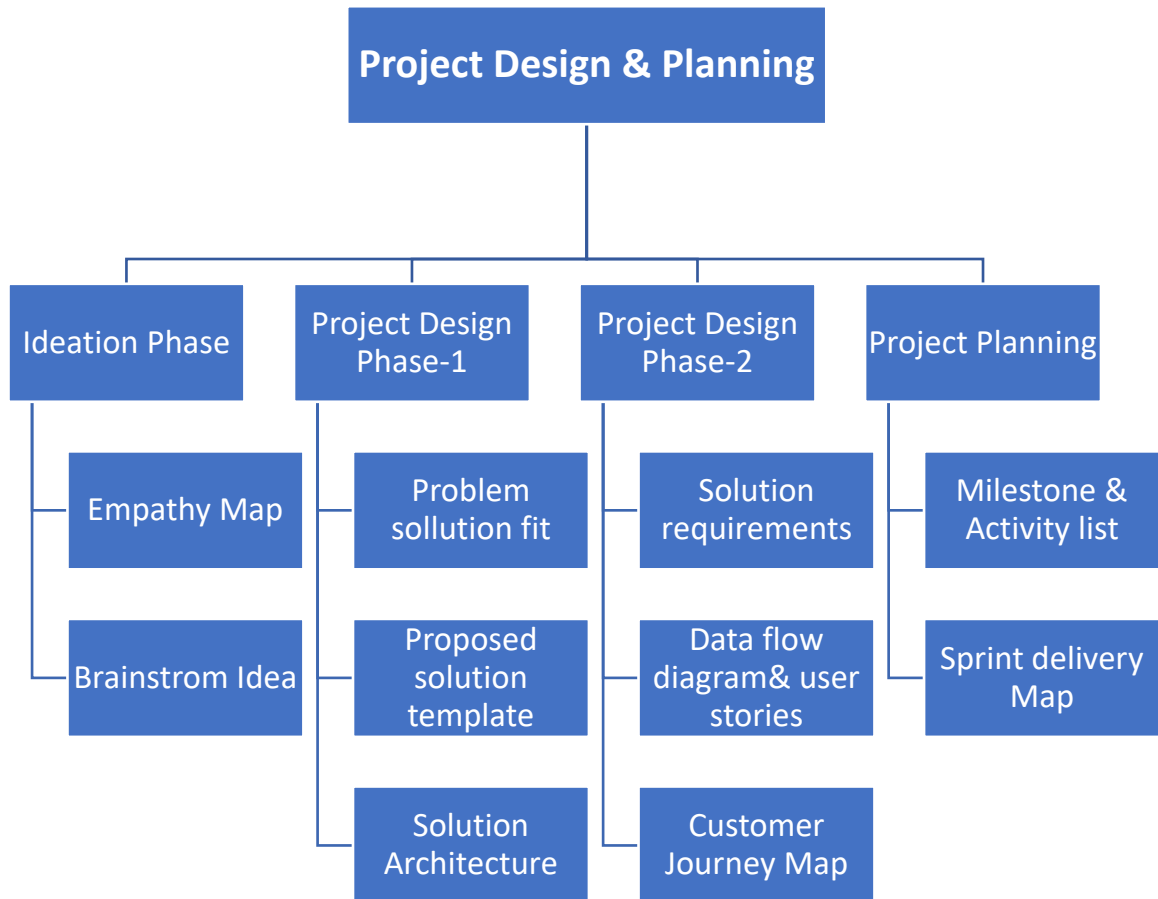 Project Design & Planning
Ideation Phase
Project Design
Phase-1
Project Design
Phase-2
Project Planning
Empathy Map
Brainstrom Idea
Problem
sollution fit
Proposed
solution
template
Solution
Architecture
Solution
requirements
Data flow
diagram& user
stories
Customer
Journey Map
Milestone &
Activity list
Sprint delivery
Map